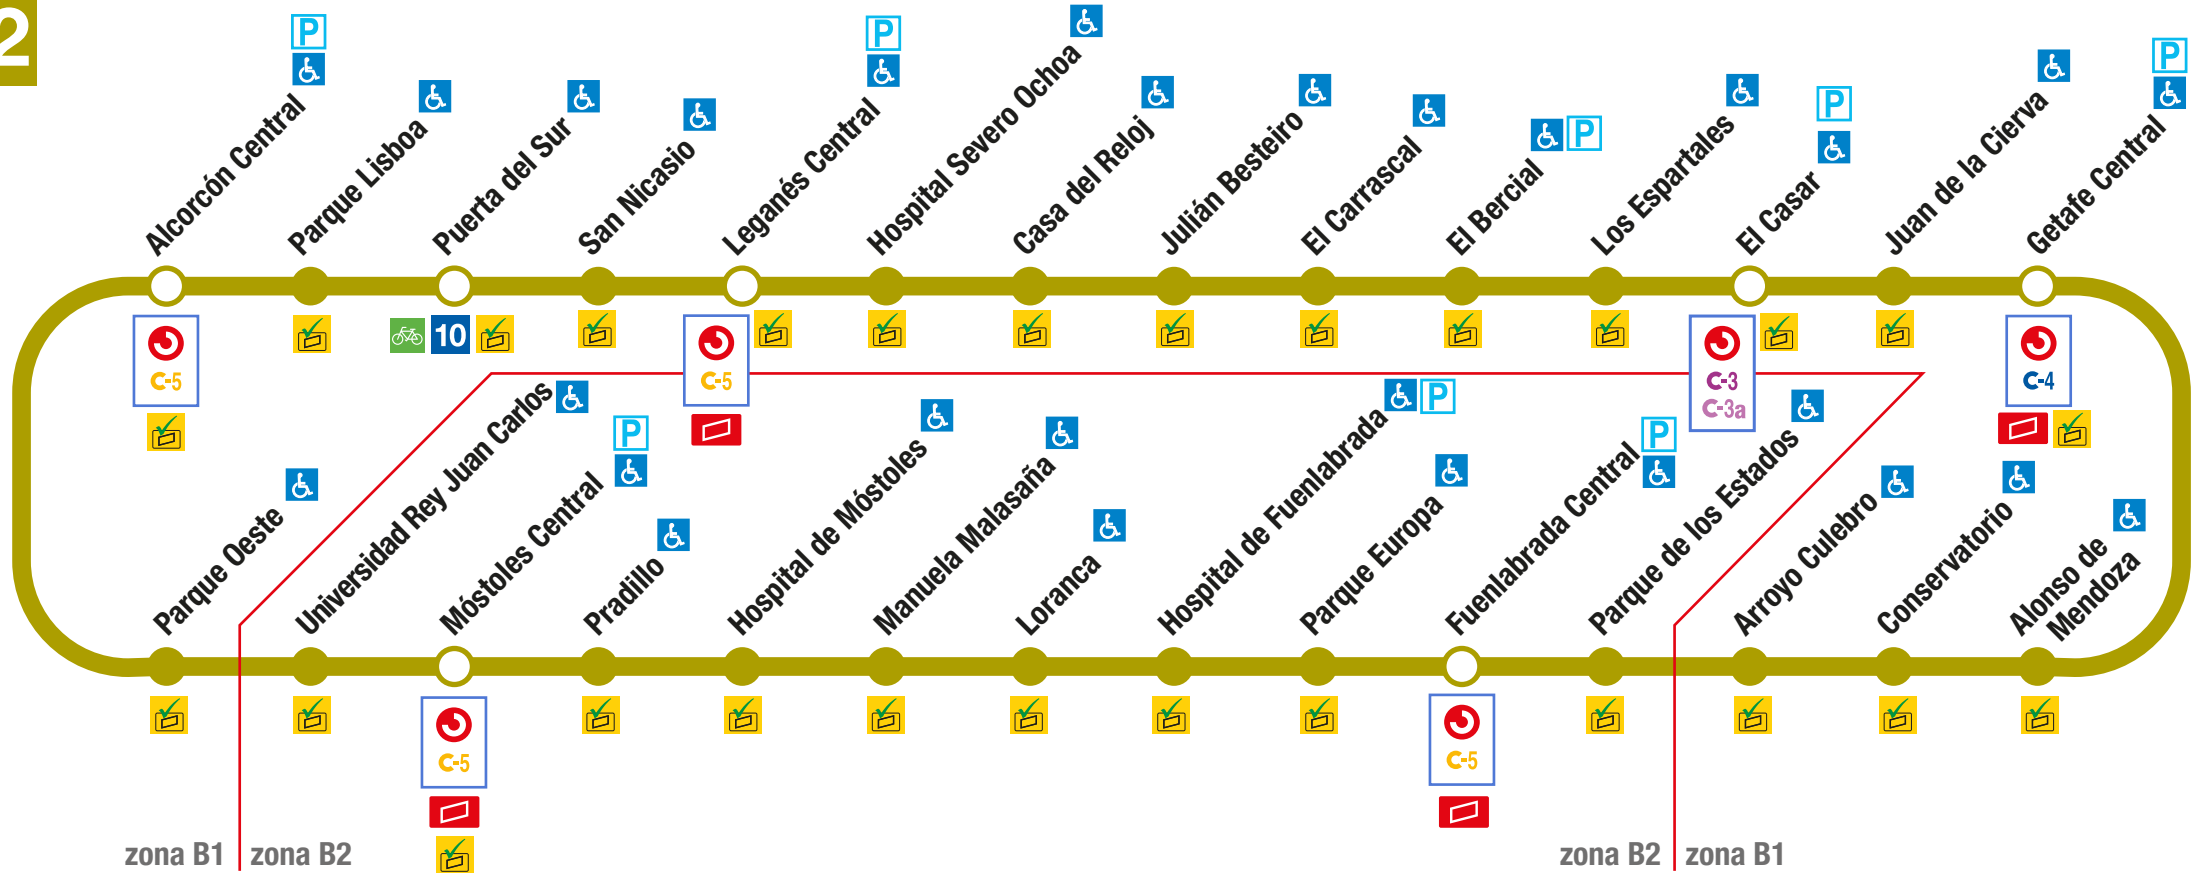 2
P
P
P
P
P
Alcorcón Central
Parque Lisboa
Puerta del Sur
San Nicasio
Leganés Central
Hospital Severo Ochoa
Casa del Reloj
Julián Besteiro
El Carrascal
El Bercial
Los Espartales
El Casar
Juan de la Cierva
Getafe Central
C-5
10
C-5
C-3
C-3a
C-4
P
P
P
Parque Oeste
Universidad Rey Juan Carlos
Móstoles Central
Pradillo
Hospital de Móstoles
Manuela Malasaña
Loranca
Hospital de Fuenlabrada
Parque Europa
Fuenlabrada Central
Parque de los Estados
Arroyo Culebro
Conservatorio
Alonso de
Mendoza
C-5
C-5
zona B1
zona B2
zona B2
zona B1